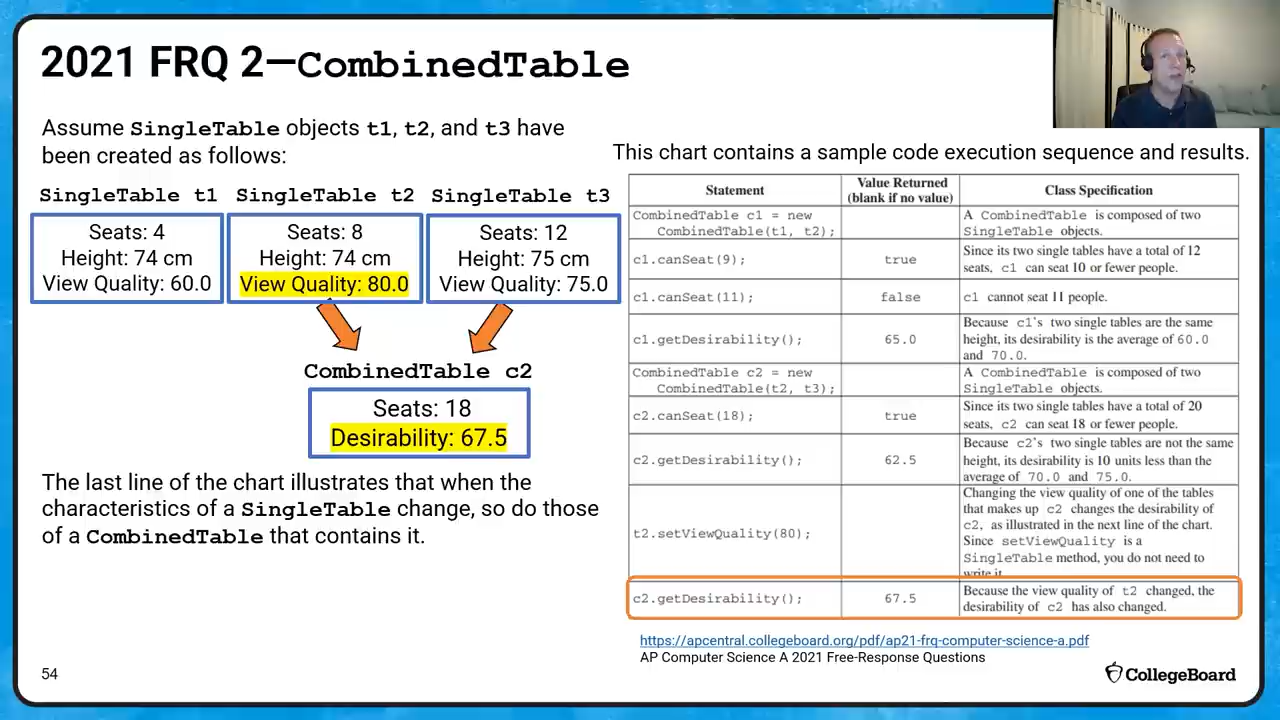 2021 FRQ 2—CombinedTable
Assume SingleTable objects t1, t2, and t3 have
been created as follows:
SingleTable t1
Seats: 4
Height: 74 cm
View Quality: 60.0
SingleTable t2
Seats: 8
Height: 74 cm
View Quality: 80.0
SingleTable t3
Seats: 12
Height: 75 cm
View Quality: 75.0
CombinedTable c2
Seats: 18
Desirability: 67.5
The last line of the chart illustrates that when the
characteristics of a SingleTable change, so do those
of a CombinedTable that contains it.
This chart contains a sample code execution sequence and results.
Statement
Value Returned
(blank if no value)
Class Specification
CombinedTable c1 = new
CombinedTable(t1, t2);
A CombinedTable is composed of two
SingleTable objects.
c1.canSeat(9);
true
Since its two single tables have a total of 12
seats, c1 can seat 10 or fewer people.
c1.canSeat(11);
false
c1 cannot seat 11 people.
c1.getDesirability();
65.0
Because c1's two single tables are the same
height, its desirability is the average of 60.0
and 70.0.
CombinedTable c2 = new
CombinedTable(t2, t3);
A CombinedTable is composed of two
SingleTable objects.
c2.canSeat(18);
true
Since its two single tables have a total of 20
seats, c2 can seat 18 or fewer people.
c2.getDesirability();
62.5
Because c2's two single tables are not the same
height, its desirability is 10 units less than the
average of 70.0 and 75.0.
t2.setViewQuality(80);
Changing the view quality of one of the tables
that makes up c2 changes the desirability of
c2, as illustrated in the next line of the chart.
Since setViewQuality is a
SingleTable method, you do not need to
write it.
c2.getDesirability();
67.5
Because the view quality of t2 changed, the
desirability of c2 has also changed.
https://apcentral.collegeboard.org/pdf/ap21-frq-computer-science-a.pdf
AP Computer Science A 2021 Free-Response Questions
54
CollegeBoard